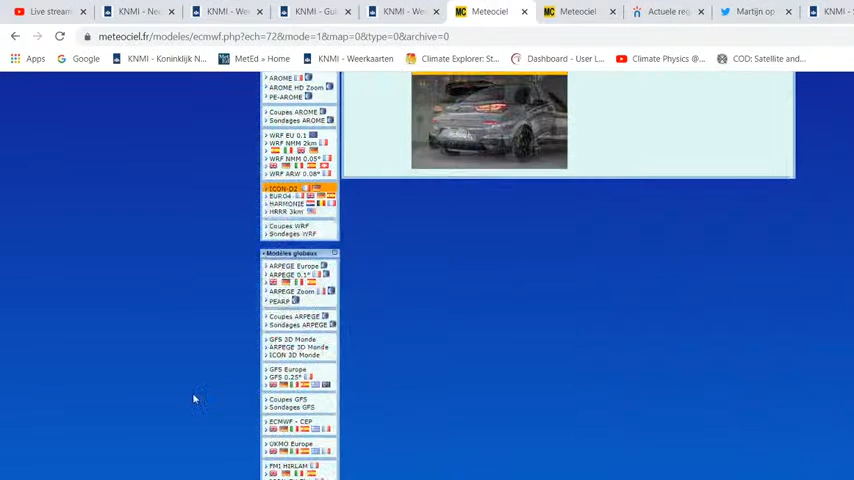 Live stream
KNMI - Ne
KNMI - We
KNMI - Gui
KNMI - We
Meteociel
Meteociel
Actuele reg
Martijn op
KNMI - S
meteociel.fr/modeles/ecmwf.php?ech=72&mode=1&map=0&type=0&archive=0
Apps
Google
KNMI - Koninklijk N...
MetEd » Home
KNMI - Weerkaarten
Climate Explorer: St...
Dashboard - User L...
Climate Physics @...
COD: Satellite and
AROME
AROME HD Zoom
PE-AROME
Coupes AROME
Sondages AROME
WRF EU 0.1
WRF NMM 2km
WRF NMM 0.05°
WRF ARW 0.08°
ICON-D2
EURO4
HARMONIE
HRRR 3km
Coupes WRF
Sondages WRF
Modèles globaux
ARPEGE Europe
ARPEGE 0.1°
ARPEGE Zoom
PEARP
Coupes ARPEGE
Sondages ARPEGE
GFS 3D Monde
ARPEGE 3D Monde
ICON 3D Monde
GFS Europe
GFS 0.25°
Coupes GFS
Sondages GFS
ECMWF - CEP
UKMO Europe
FMI HIRLAM